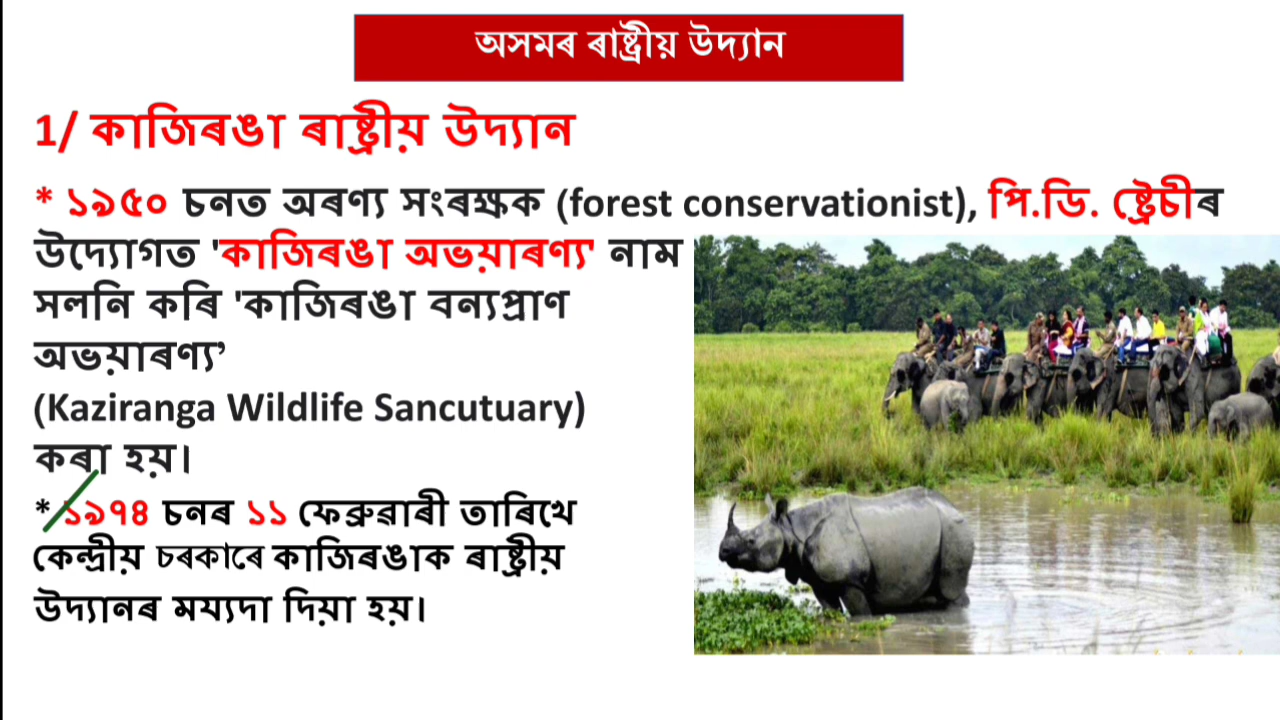 অসমৰ ৰাষ্ট্ৰীয় উদ্যান
1/ কাজিৰঙা ৰাষ্ট্ৰীয় উদ্যান
* ১৯৫০ চনত অৰণ্য সংৰক্ষক (forest conservationist), পি.ডি. ষ্ট্ৰেচীৰ
উদ্যোগত 'কাজিৰঙা অভয়াৰণ্য' নাম
সলনি কৰি 'কাজিৰঙা বন্যপ্ৰাণ
অভয়াৰণ্য’
(Kaziranga Wildlife Sancutuary)
কৰা হয়।
* ১৯৭৪ চনৰ ১১ ফেব্ৰুৱাৰী তাৰিখে
কেন্দ্ৰীয় চৰকাৰে কাজিৰঙাক ৰাষ্ট্ৰীয়
উদ্যানৰ ময্যদা দিয়া হয়।